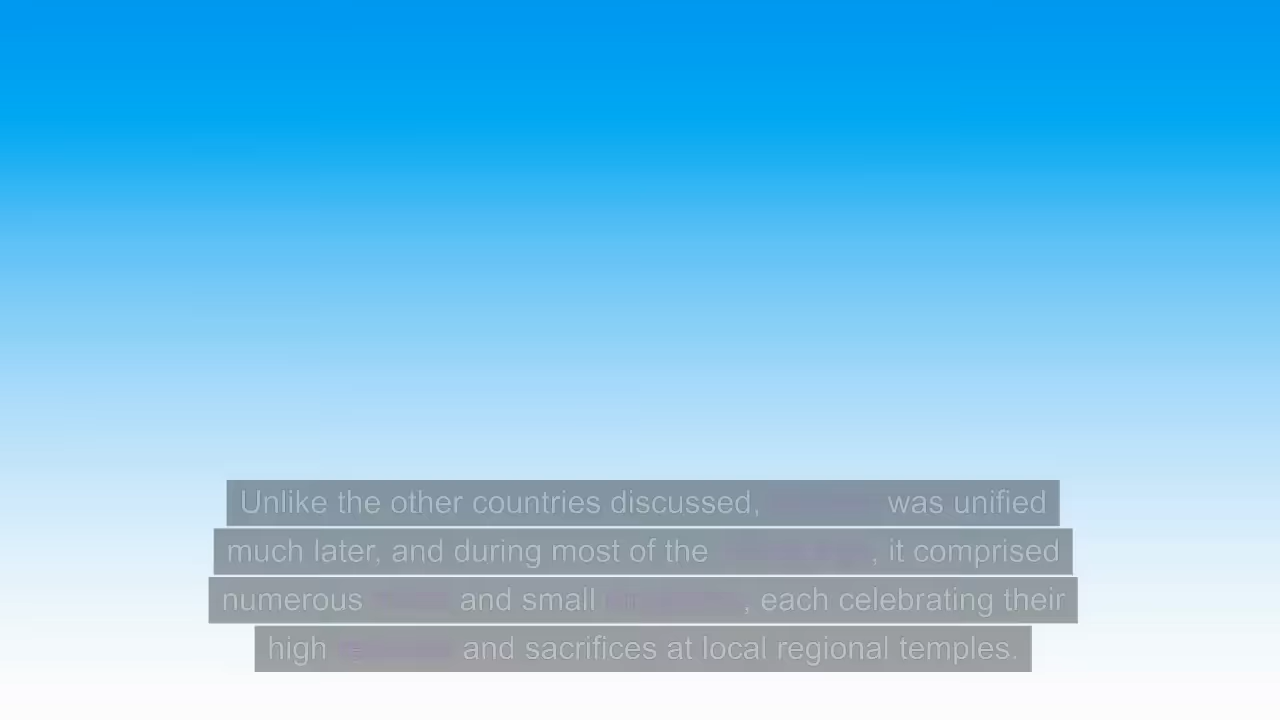 Unlike the other countries discussed, was unified
much later, and during most of the , it comprised
numerous and small , each celebrating their
high and sacrifices at local regional temples.